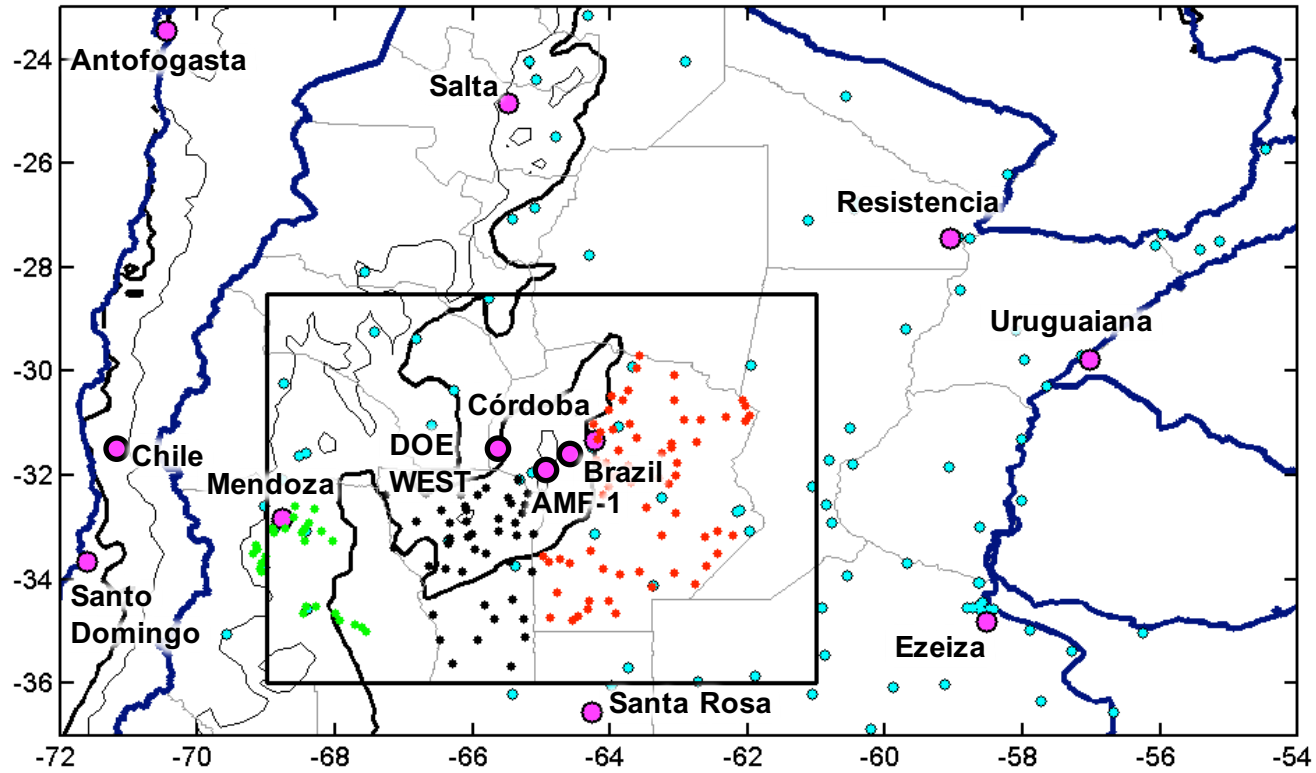 Antofogasta
-24
Salta
-26
Resistencia
-28
Uruguaiana
-30
Córdoba
DOE
WEST
Chile
Brazil
-32
Mendoza
AMF-1
-34
Santo
Domingo
Ezeiza
-36
Santa Rosa
-72 -70 -68 -66 -64 -62 -60 -58 -56 -54